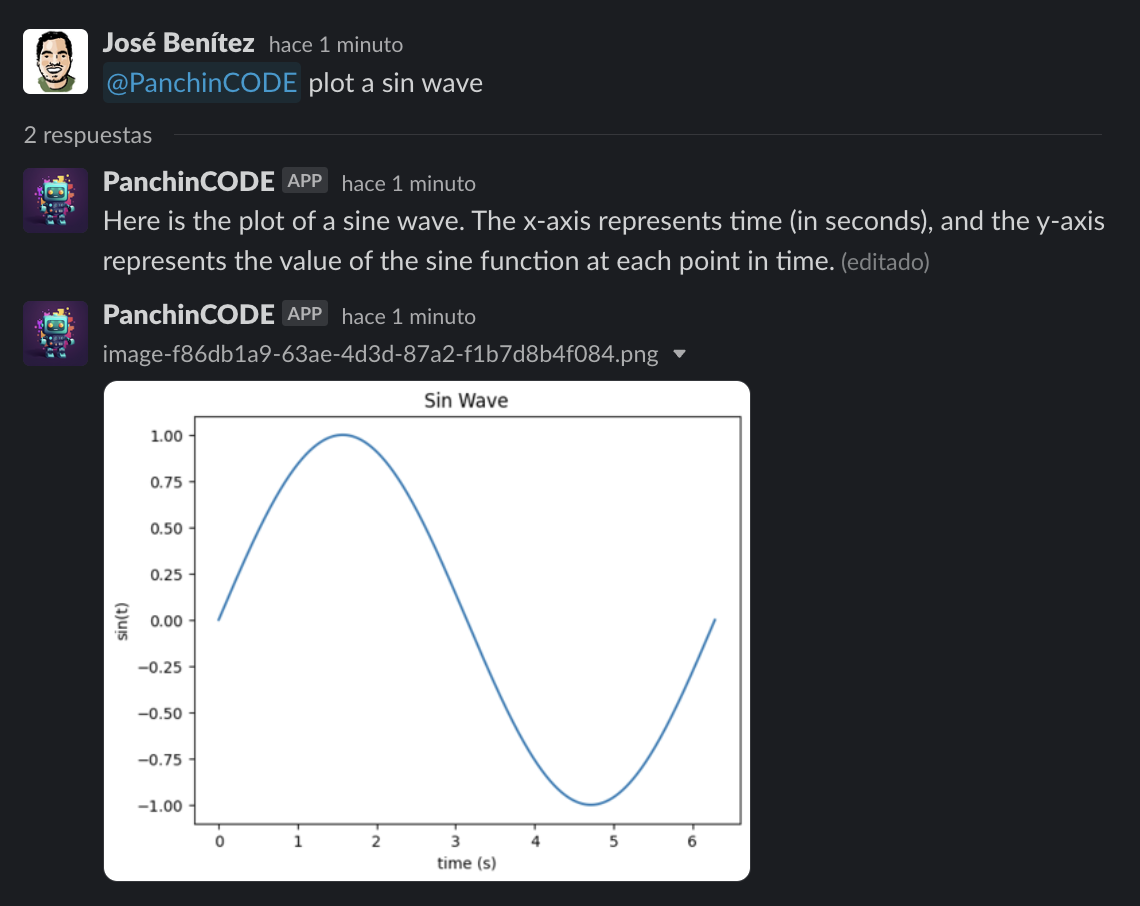 José Benítez hace 1 minuto
@PanchinCODE plot a sin wave
2 respuestas
PanchinCODE APP hace 1 minuto
Here is the plot of a sine wave. The x-axis represents time (in seconds), and the y-axis
represents the value of the sine function at each point in time. (editado)
PanchinCODE APP hace 1 minuto
image-f86db1a9-63ae-4d3d-87a2-f1b7d8b4f084.png
Sin Wave
1.00
0.75
0.50
0.25
0.00
−0.25
−0.50
−0.75
−1.00
sin(t)
0 1 2 3 4 5 6
time (s)